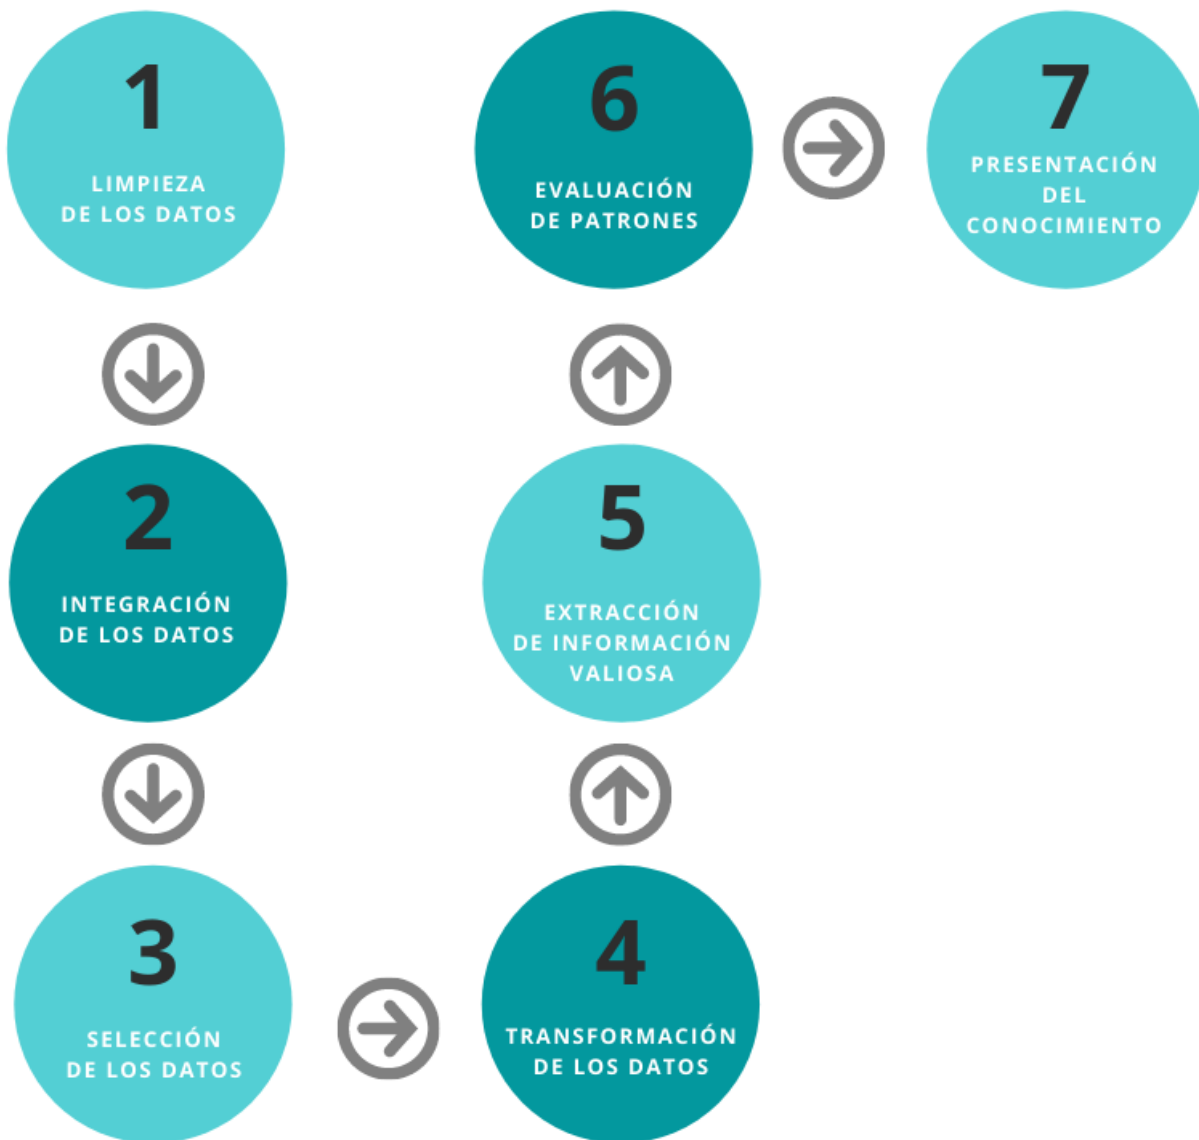 1
LIMPIEZA
DE LOS DATOS
2
INTEGRACIÓN
DE LOS DATOS
3
SELECCIÓN
DE LOS DATOS
4
TRANSFORMACIÓN
DE LOS DATOS
5
EXTRACCIÓN
DE INFORMACIÓN
VALIOSA
6
EVALUACIÓN
DE PATRONES
7
PRESENTACIÓN
DEL
CONOCIMIENTO